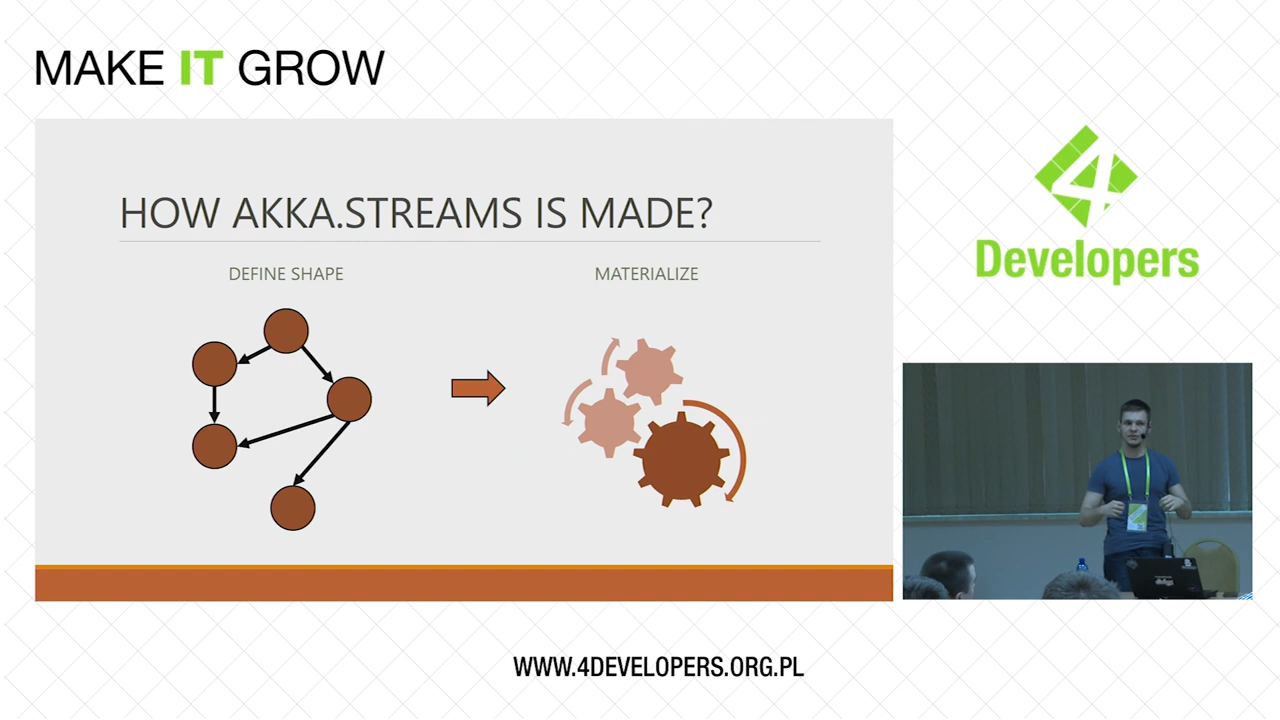 MAKE IT GROW
HOW AKKA.STREAMS IS MADE?
DEFINE SHAPE
MATERIALIZE
4
Developers
WWW.4DEVELOPERS.ORG.PL